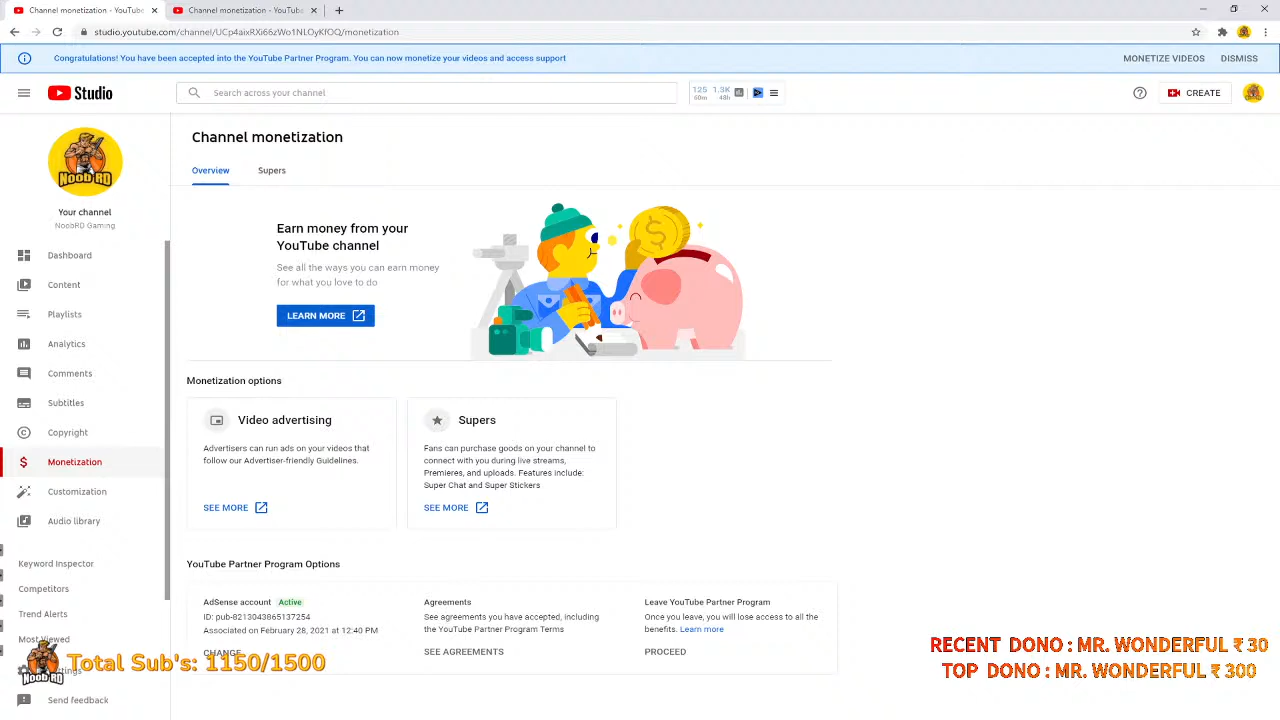 Channel monetization - YouTube
Channel monetization - YouTube
studio.youtube.com/channel/UCp4aixRXi66zWo1NLOyKfOQ/monetization
Congratulations! You have been accepted into the YouTube Partner Program. You can now monetize your videos and access support
MONETIZE VIDEOS
DISMISS
Studio
Search across your channel
125 1.3K
60m 48h
CREATE
Noob RD
Your channel
NoobRD Gaming
Dashboard
Content
Playlists
Analytics
Comments
Subtitles
Copyright
Monetization
Customization
Audio library
Keyword Inspector
Competitors
Trend Alerts
Most Viewed
Settings
Send feedback
Channel monetization
Overview
Supers
Earn money from your
YouTube channel
See all the ways you can earn money
for what you love to do
LEARN MORE
Monetization options
Video advertising
Advertisers can run ads on your videos that
follow our Advertiser-friendly Guidelines.
SEE MORE
Supers
Fans can purchase goods on your channel to
connect with you during live streams,
Premieres, and uploads. Features include:
Super Chat and Super Stickers
SEE MORE
YouTube Partner Program Options
AdSense account Active
ID: pub-8213043865137254
Associated on February 28, 2021 at 12:40 PM
CHANGE
Agreements
See agreements you have accepted, including
the YouTube Partner Program Terms
SEE AGREEMENTS
Leave YouTube Partner Program
Once you leave, you will lose access to all the
benefits. Learn more
PROCEED
Noob RD
Total Sub's: 1150/1500
RECENT DONO : MR. WONDERFUL ₹ 30
TOP DONO : MR. WONDERFUL ₹ 300